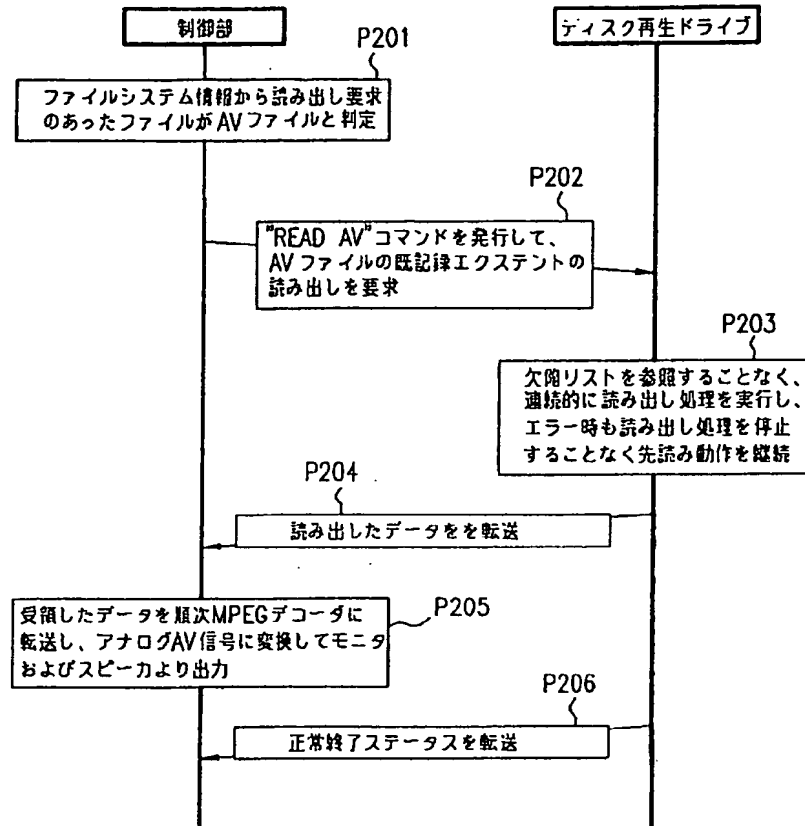 制御部
ディスク再生ドライブ
P201
ファイルシステム情報から読み出し要求
のあったファイルがAVファイルと判定
P202
"READ AV"コマンドを発行して、
AVファイルの既記録エクステントの
読み出しを要求
P203
欠陥リストを参照することなく、
連続的に読み出し処理を実行し、
エラー時も読み出し処理を停止
することなく先読み動作を継続
P204
読み出したデータをを転送
受領したデータを順次MPEGデコーダに
転送し、アナログAV信号に変換してモニタ
およびスピーカより出力
P205
P206
正常終了ステータスを転送